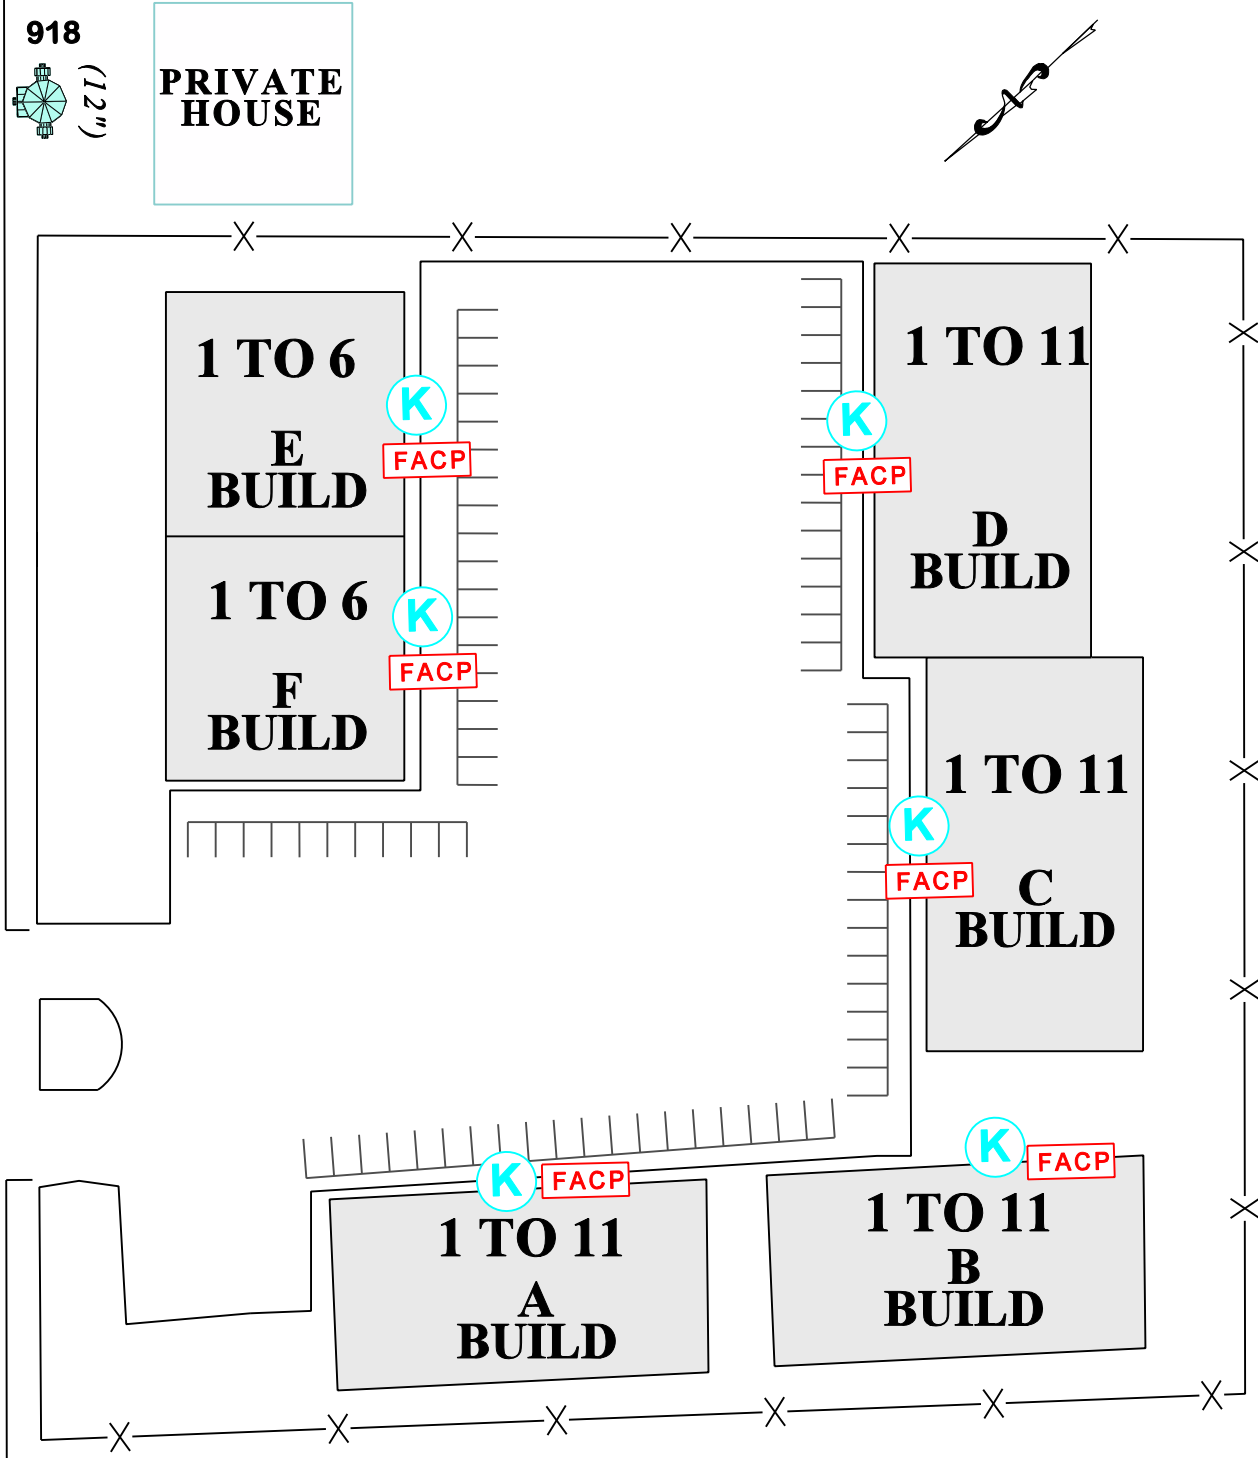 918
(12")
PRIVATE
HOUSE
1 TO 6
K
FACP
E
BUILD
1 TO 11
K
FACP
D
BUILD
1 TO 6
K
FACP
F
BUILD
1 TO 11
K
FACP
C
BUILD
K
FACP
1 TO 11
A
BUILD
K
FACP
1 TO 11
B
BUILD